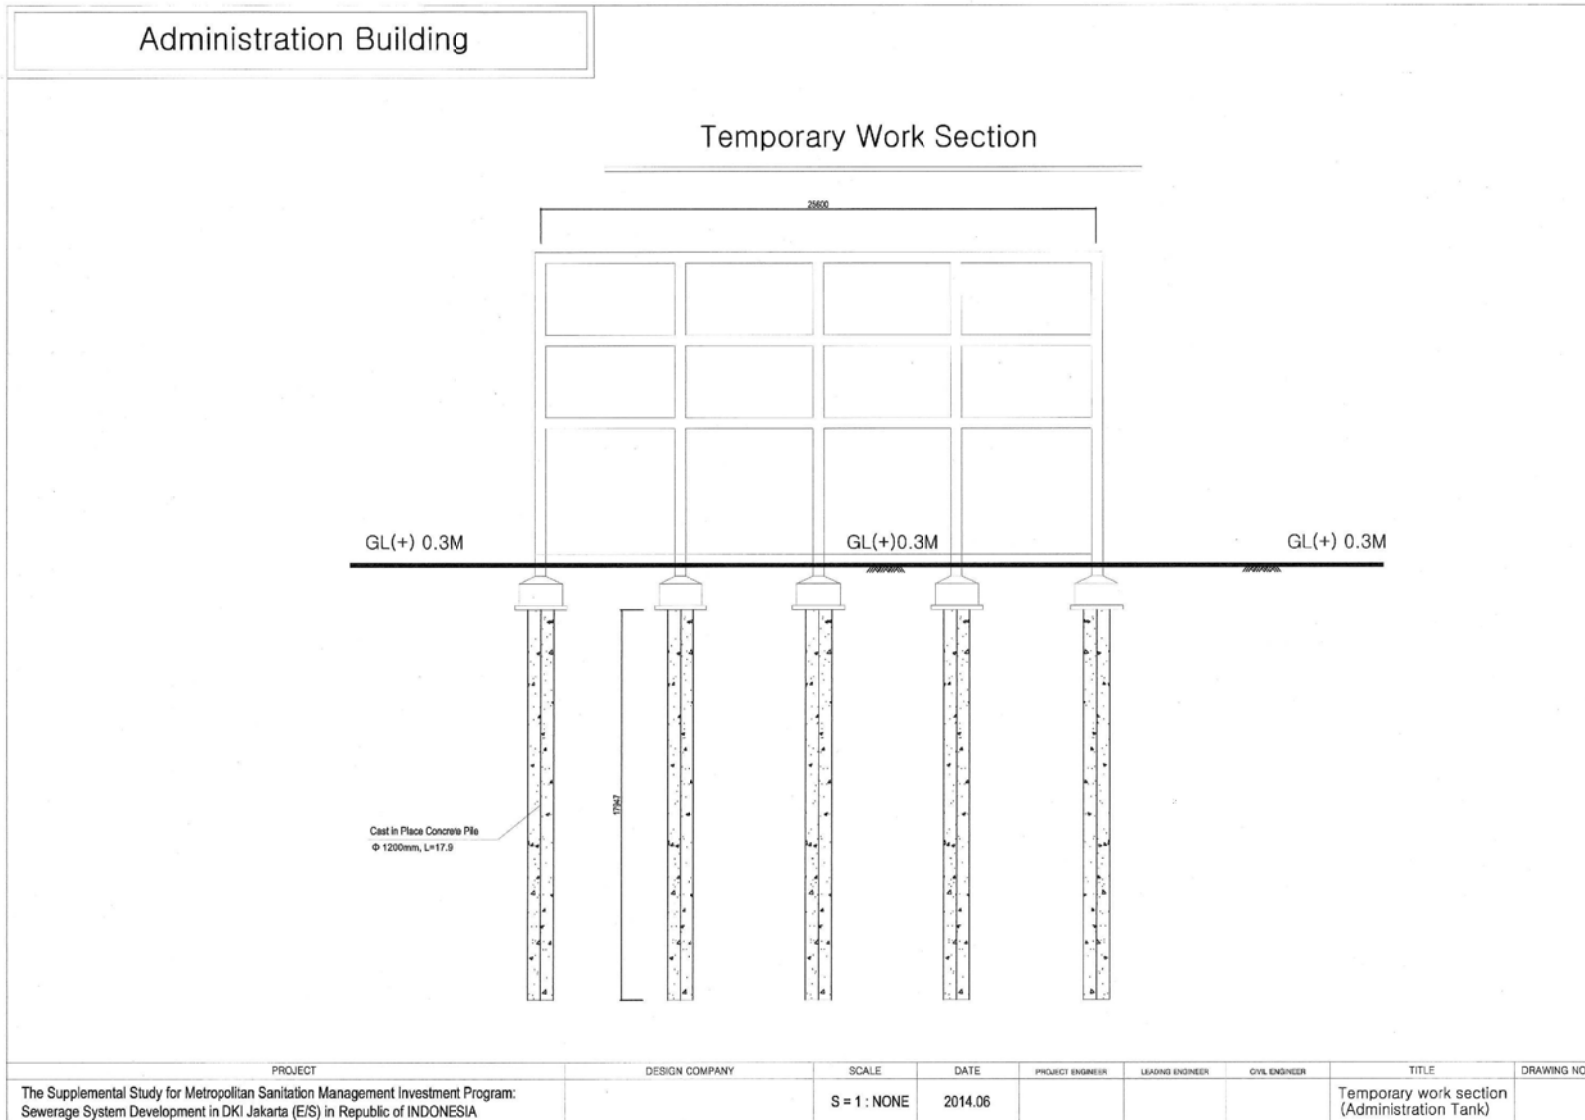 Administration Building
Temporary Work Section
25600
GL(+) 0.3M
GL(+)0.3M
GL(+) 0.3M
17947
Cast in Place Concrete Pile
Φ 1200mm, L=17.9
PROJECT
The Supplemental Study for Metropolitan Sanitation Management Investment Program:
Sewerage System Development in DKI Jakarta (E/S) in Republic of INDONESIA
DESIGN COMPANY
SCALE
S = 1 : NONE
DATE
2014.06
PROJECT ENGINEER
LEADING ENGINEER
CIVIL ENGINEER
TITLE
Temporary work section
(Administration Tank)
DRAWING NO